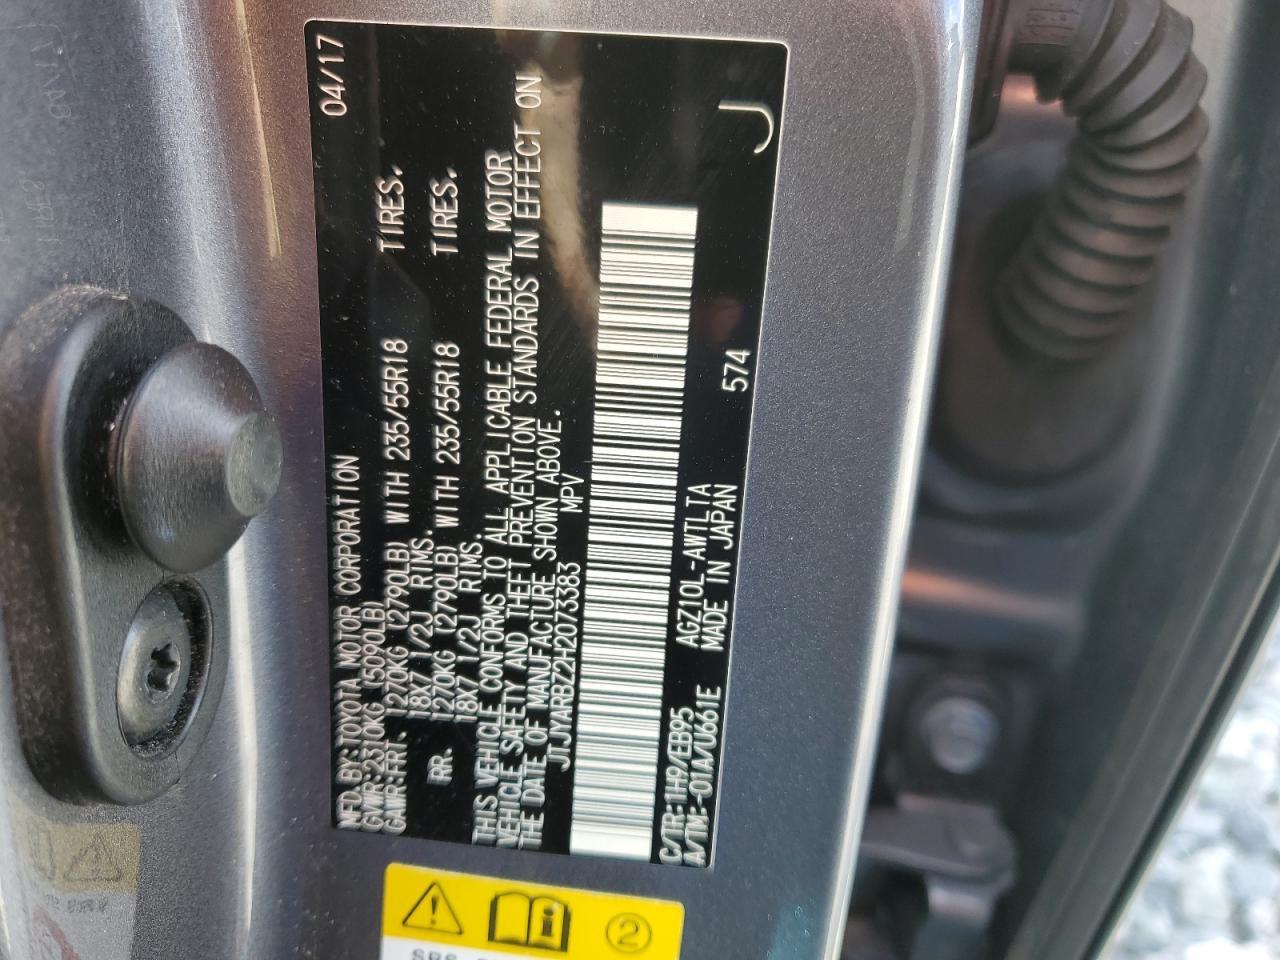 MFD. BY: TOYOTA MOTOR CORPORATION 04/17
GVWR: 2310KG (5090LB)
GAWR: FRT. 1270KG (2790LB) WITH 235/55R18 TIRES.
18X7 1/2J RIMS.
RR. 1270KG (2790LB) WITH 235/55R18 TIRES.
18X7 1/2J RIMS.
THIS VEHICLE CONFORMS TO ALL APPLICABLE FEDERAL MOTOR
VEHICLE SAFETY AND THEFT PREVENTION STANDARDS IN EFFECT ON
THE DATE OF MANUFACTURE SHOWN ABOVE.
JTJYARBZ2H2073383 MPV
C/TR: 1H9/EB95 AGZ10L-AWTLTA 574
A/TM: -01A/U661E MADE IN JAPAN
J
2
SRS